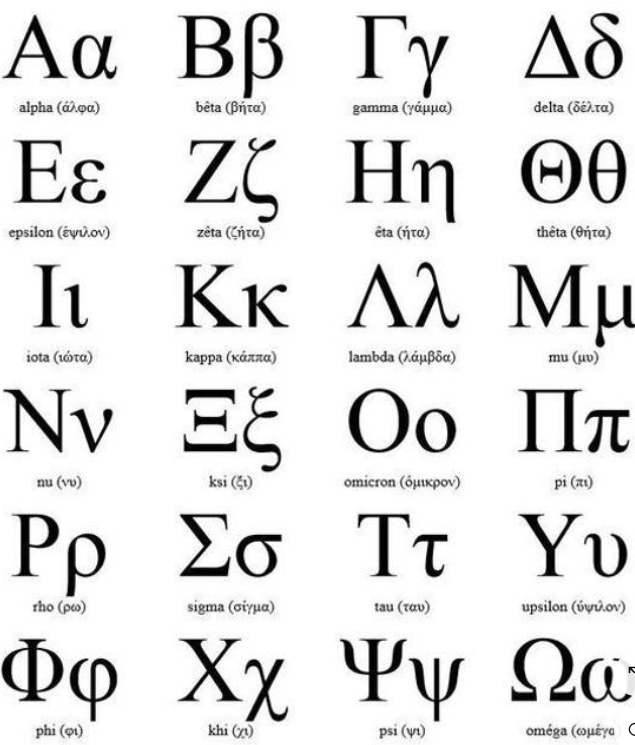 Αα Ββ Γγ Δδ
alpha (άλφα) bêta (βήτα) gamma (γάμμα) delta (δέλτα)
Εε Ζζ Ηη Θθ
epsilon (έψιλον) zêta (ζήτα) êta (ήτα) thêta (θήτα)
Ιι Κκ Λλ Μμ
iota (ιώτα) kappa (κάππα) lambda (λάμβδα) mu (μυ)
Νν Ξξ Οο Ππ
nu (νυ) ksi (ξι) omicron (όμικρον) pi (πι)
Ρρ Σσ Ττ Υυ
rho (ρω) sigma (σίγμα) tau (ταυ) upsilon (ύψιλον)
Φφ Χχ Ψψ Ωω
phi (φι) khi (χι) psi (ψι) oméga (ωμέγα